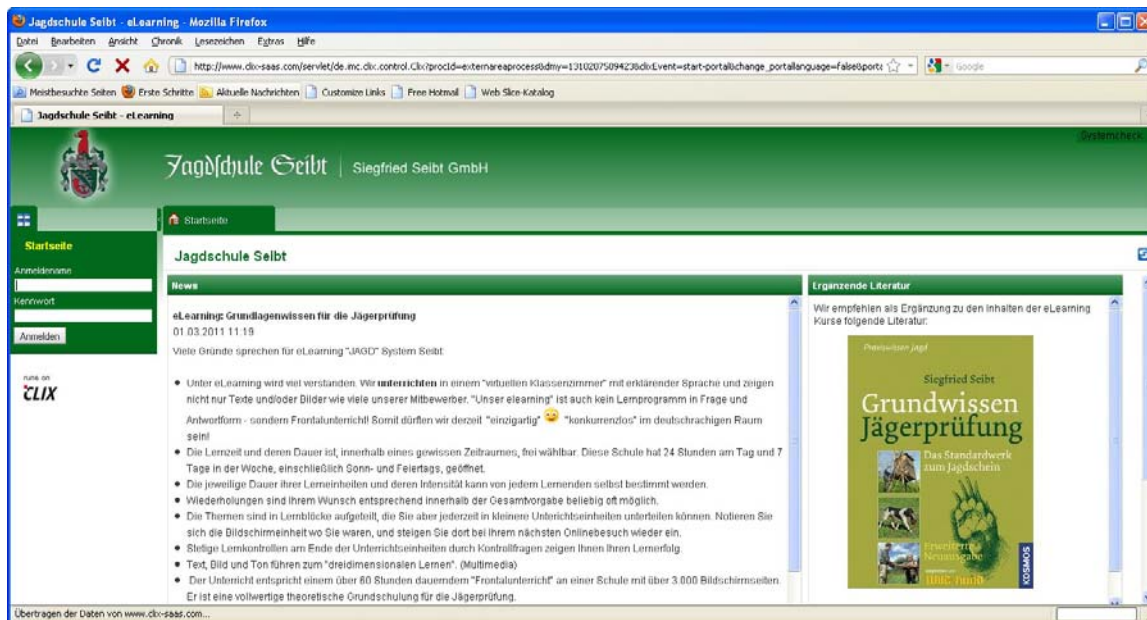 Jagdschule Seibt - eLearning - Mozilla Firefox
Datei Bearbeiten Ansicht Chronik Lesezeichen Extras Hilfe
Google
Meistbesuchte Seiten Erste Schritte Aktuelle Nachrichten Customize Links Free Hotmail Web Slice-Katalog
Jagdschule Seibt - eLearning
Systemcheck
Jagdschule Seibt | Siegfried Seibt GmbH
Startseite
Startseite
Anmeldename
Kennwort
Anmelden
runs on
CLIX
Jagdschule Seibt
News
eLearning: Grundlagenwissen für die Jägerprüfung
01.03.2011 11:19
Viele Gründe sprechen für eLearning "JAGD" System Seibt:
Unter eLearning wird viel verstanden. Wir unterrichten in einem "virtuellen Klassenzimmer" mit erklärender Sprache und zeigen
nicht nur Texte und/oder Bilder wie viele unserer Mitbewerber. "Unser elearning" ist auch kein Lernprogramm in Frage und
Antwortform - sondern Frontalunterricht! Somit dürften wir derzeit "einzigartig" "konkurrenzlos" im deutschrachigen Raum
sein!
Die Lernzeit und deren Dauer ist, innerhalb eines gewissen Zeitraumes, frei wählbar. Diese Schule hat 24 Stunden am Tag und 7
Tage in der Woche, einschließlich Sonn- und Feiertags, geöffnet.
Die jeweilige Dauer ihrer Lerneinheiten und deren Intensität kann von jedem Lernenden selbst bestimmt werden.
Wiederholungen sind Ihrem Wunsch entsprechend innerhalb der Gesamtvorgabe beliebig oft möglich.
Die Themen sind in Lernblöcke aufgeteilt, die Sie aber jederzeit in kleinere Unterichtseinheiten unterteilen können. Notieren Sie
sich die Bildschirmeinheit wo Sie waren, und steigen Sie dort bei Ihrem nächsten Onlinebesuch wieder ein.
Stetige Lernkontrollen am Ende der Unterrichtseinheiten durch Kontrollfragen zeigen Ihnen Ihren Lernerfolg.
Text, Bild und Ton führen zum "dreidimensionalen Lernen". (Multimedia)
Der Unterricht entspricht einem über 60 Stunden dauerndem "Frontalunterricht" an einer Schule mit über 3.000 Bildschirmseiten.
Er ist eine vollwertige theoretische Grundschulung für die Jägerprüfung.
Ergänzende Literatur
Wir empfehlen als Ergänzung zu den Inhalten der eLearning
Kurse folgende Literatur:
Praxiswissen Jagd
Siegfried Seibt
Grundwissen
Jägerprüfung
Das Standardwerk
zum Jagdschein
Erweiterte
Neuausgabe
KOSMOS
Übertragen der Daten von www.clix-saas.com...